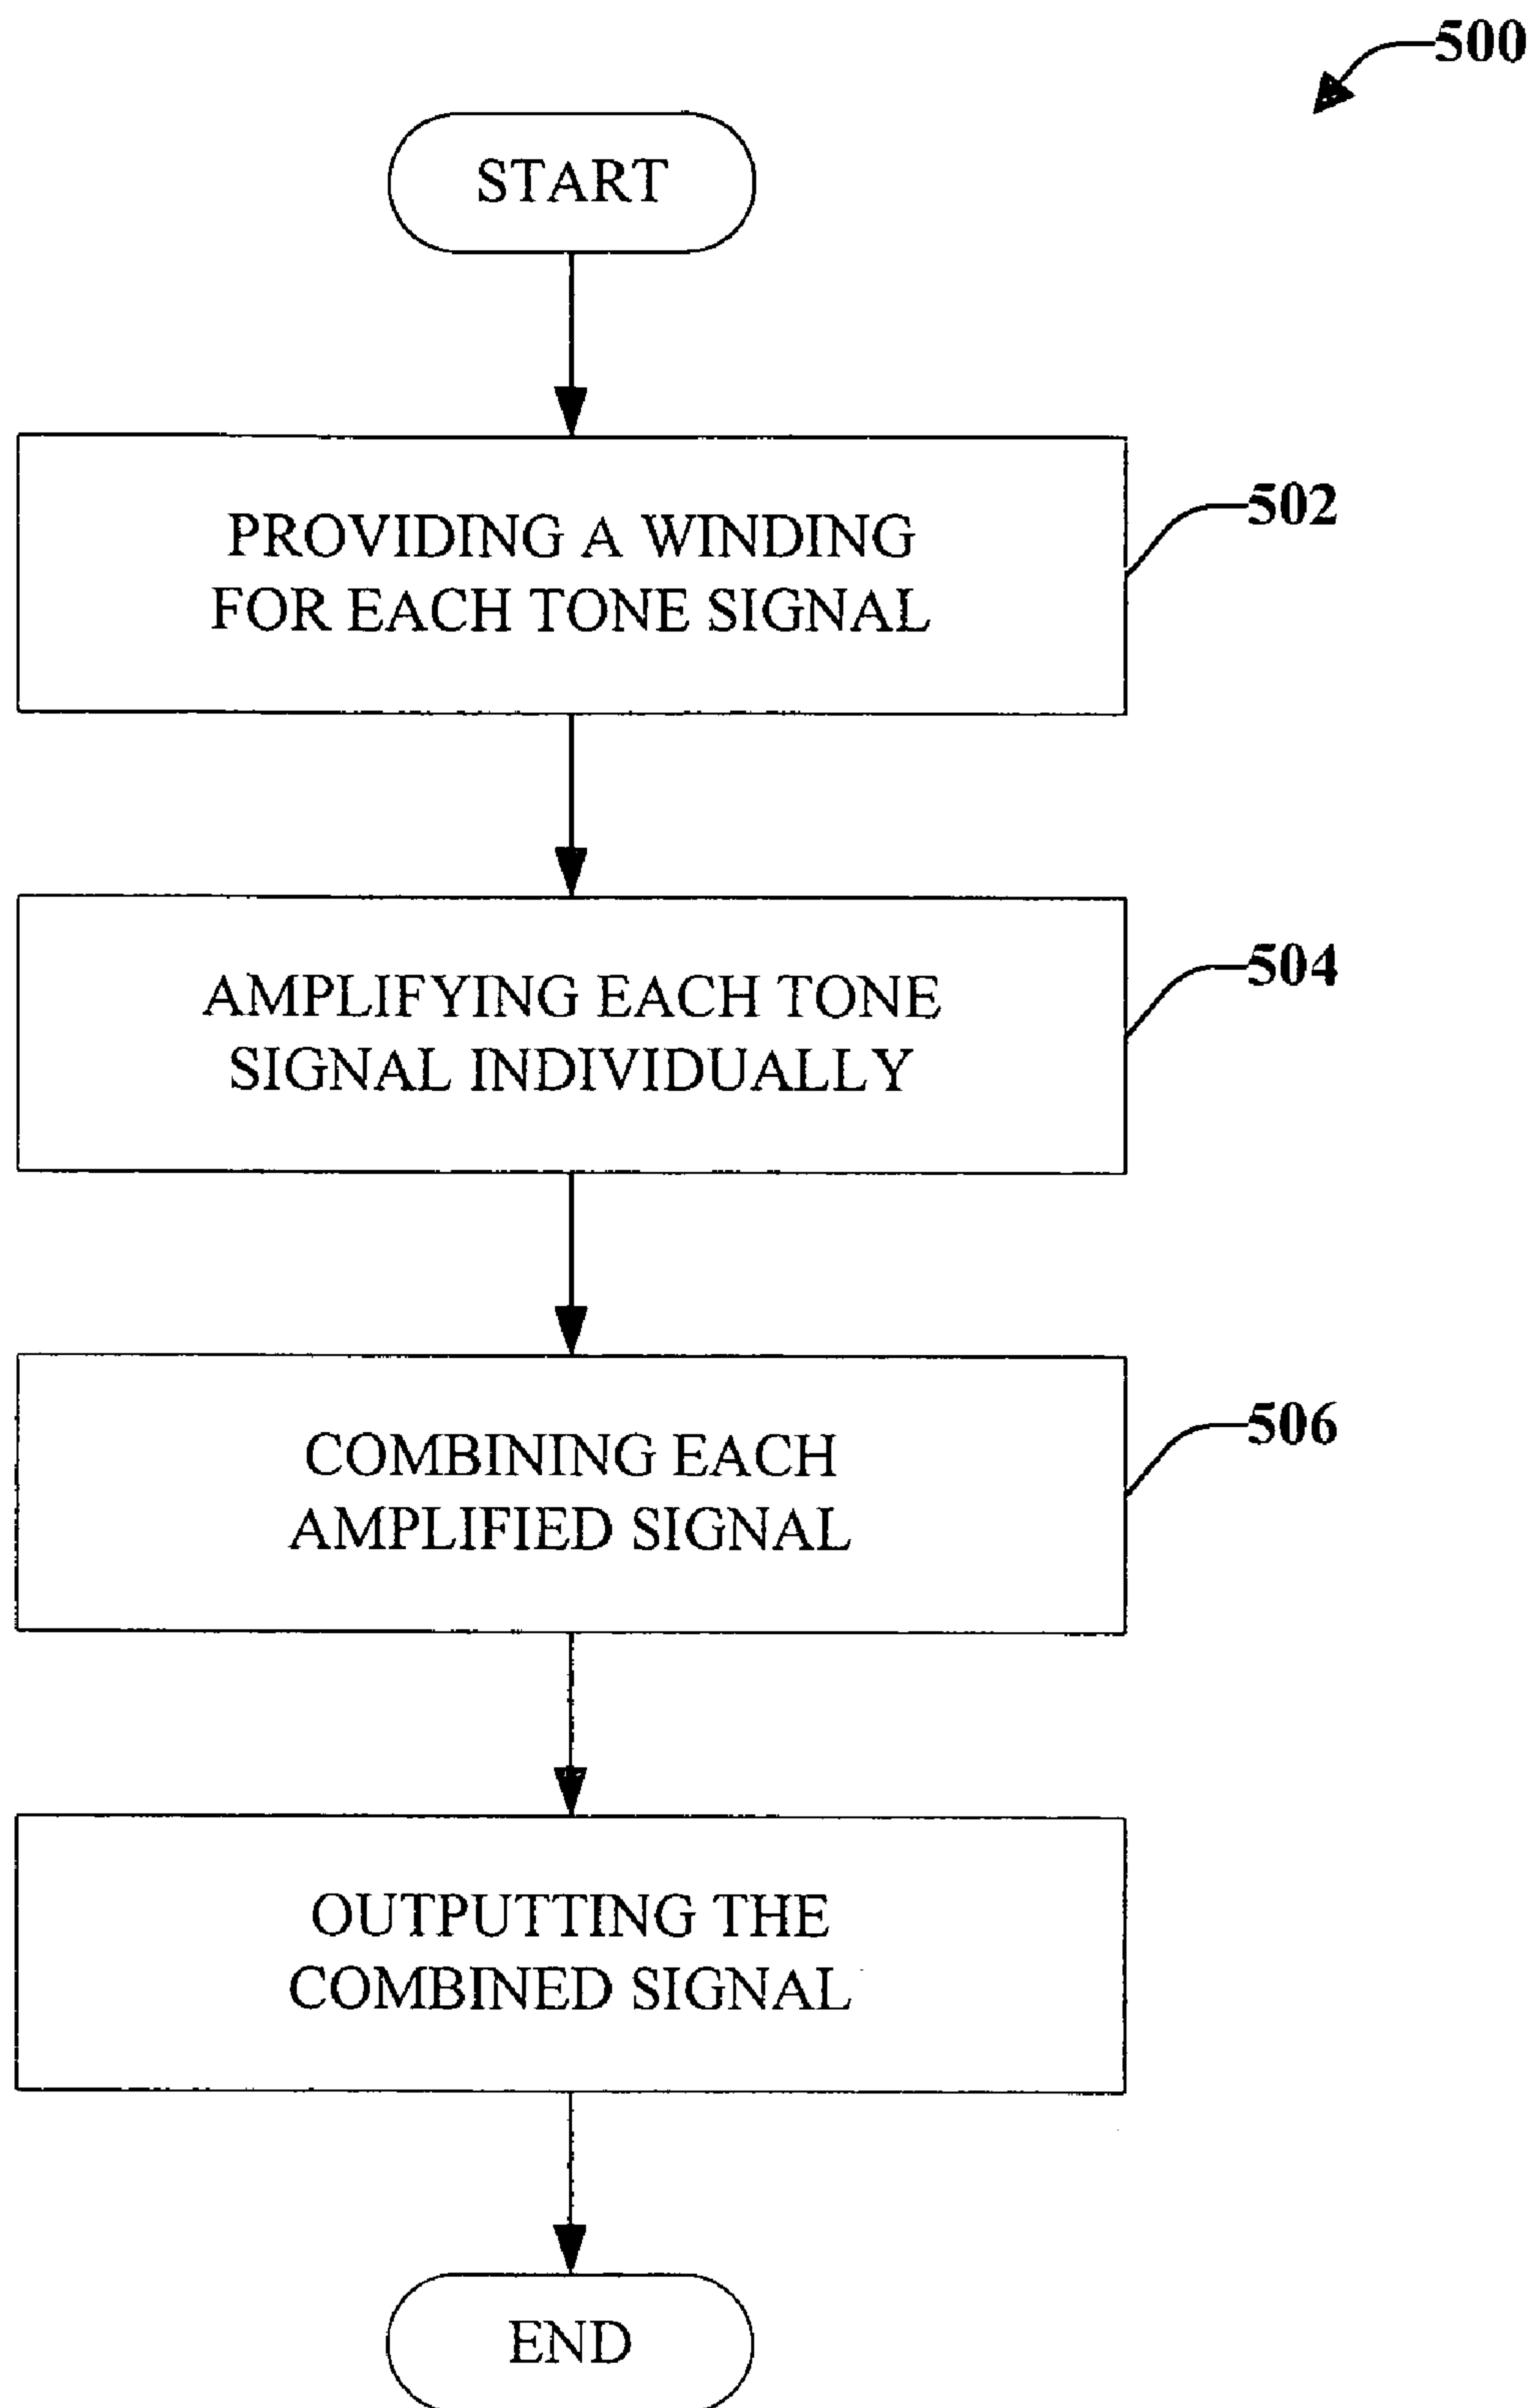 500
START
PROVIDING A WINDING
FOR EACH TONE SIGNAL
502
AMPLIFYING EACH TONE
SIGNAL INDIVIDUALLY
504
COMBINING EACH
AMPLIFIED SIGNAL
506
OUTPUTTING THE
COMBINED SIGNAL
END